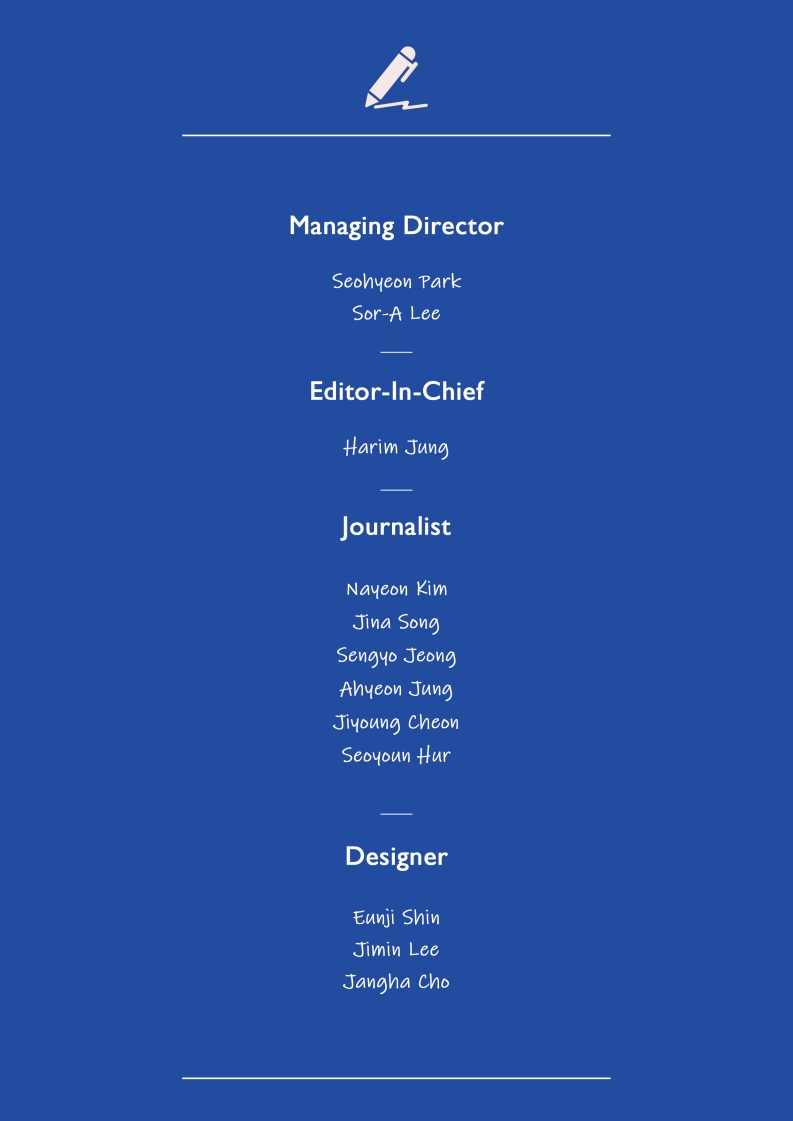 Managing Director
Seohyeon Park
Sor-A Lee
Editor-In-Chief
Harim Jung
Journalist
Nayeon Kim
Jina Song
Sengyo Jeong
Ahyeon Jung
Jiyoung Cheon
Seoyoun Hur
Designer
Eunji Shin
Jimin Lee
Jangha Cho